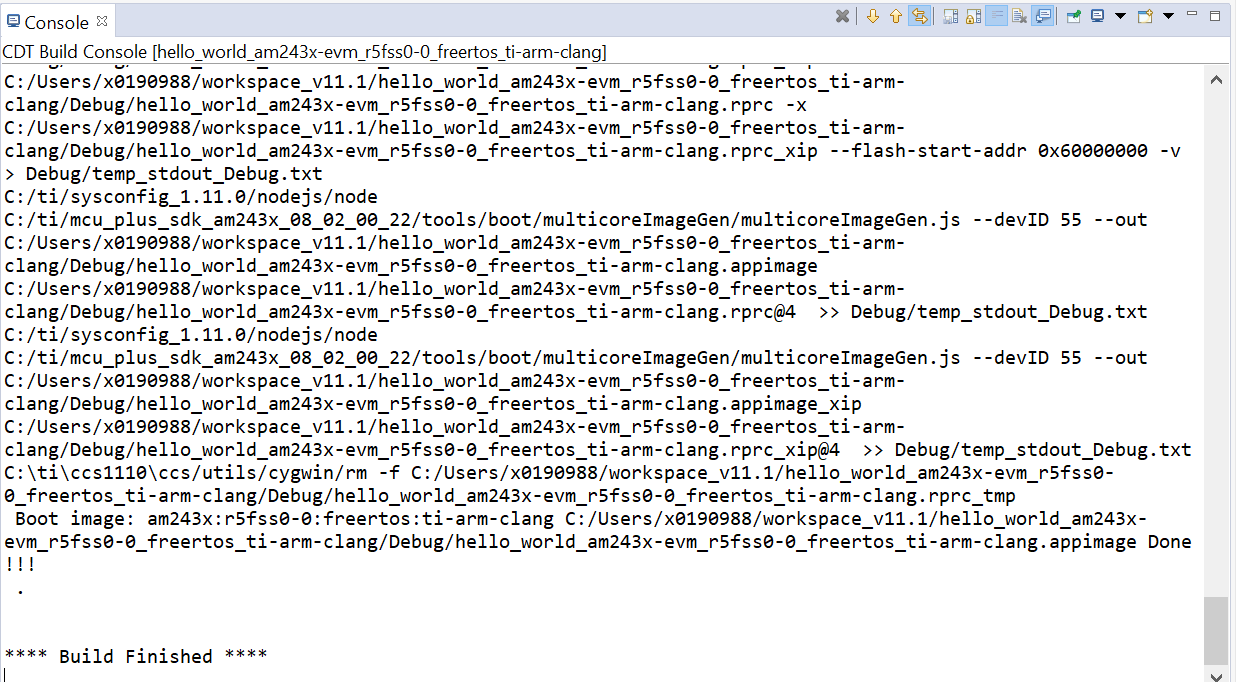 Console
CDT Build Console [hello_world_am243x-evm_r5fss0-0_freertos_ti-arm-clang]
C:/Users/x0190988/workspace_v11.1/hello_world_am243x-evm_r5fss0-0_freertos_ti-arm-
clang/Debug/hello_world_am243x-evm_r5fss0-0_freertos_ti-arm-clang.rprc -x
C:/Users/x0190988/workspace_v11.1/hello_world_am243x-evm_r5fss0-0_freertos_ti-arm-
clang/Debug/hello_world_am243x-evm_r5fss0-0_freertos_ti-arm-clang.rprc_xip --flash-start-addr 0x60000000 -v
> Debug/temp_stdout_Debug.txt
C:/ti/sysconfig_1.11.0/nodejs/node
C:/ti/mcu_plus_sdk_am243x_08_02_00_22/tools/boot/multicoreImageGen/multicoreImageGen.js --devID 55 --out
C:/Users/x0190988/workspace_v11.1/hello_world_am243x-evm_r5fss0-0_freertos_ti-arm-
clang/Debug/hello_world_am243x-evm_r5fss0-0_freertos_ti-arm-clang.appimage
C:/Users/x0190988/workspace_v11.1/hello_world_am243x-evm_r5fss0-0_freertos_ti-arm-
clang/Debug/hello_world_am243x-evm_r5fss0-0_freertos_ti-arm-clang.rprc@4  >> Debug/temp_stdout_Debug.txt
C:/ti/sysconfig_1.11.0/nodejs/node
C:/ti/mcu_plus_sdk_am243x_08_02_00_22/tools/boot/multicoreImageGen/multicoreImageGen.js --devID 55 --out
C:/Users/x0190988/workspace_v11.1/hello_world_am243x-evm_r5fss0-0_freertos_ti-arm-
clang/Debug/hello_world_am243x-evm_r5fss0-0_freertos_ti-arm-clang.appimage_xip
C:/Users/x0190988/workspace_v11.1/hello_world_am243x-evm_r5fss0-0_freertos_ti-arm-
clang/Debug/hello_world_am243x-evm_r5fss0-0_freertos_ti-arm-clang.rprc_xip@4  >> Debug/temp_stdout_Debug.txt
C:\ti\ccs1110\ccs/utils/cygwin/rm -f C:/Users/x0190988/workspace_v11.1/hello_world_am243x-evm_r5fss0-
0_freertos_ti-arm-clang/Debug/hello_world_am243x-evm_r5fss0-0_freertos_ti-arm-clang.rprc_tmp
 Boot image: am243x:r5fss0-0:freertos:ti-arm-clang C:/Users/x0190988/workspace_v11.1/hello_world_am243x-
evm_r5fss0-0_freertos_ti-arm-clang/Debug/hello_world_am243x-evm_r5fss0-0_freertos_ti-arm-clang.appimage Done
!!!
 .
**** Build Finished ****